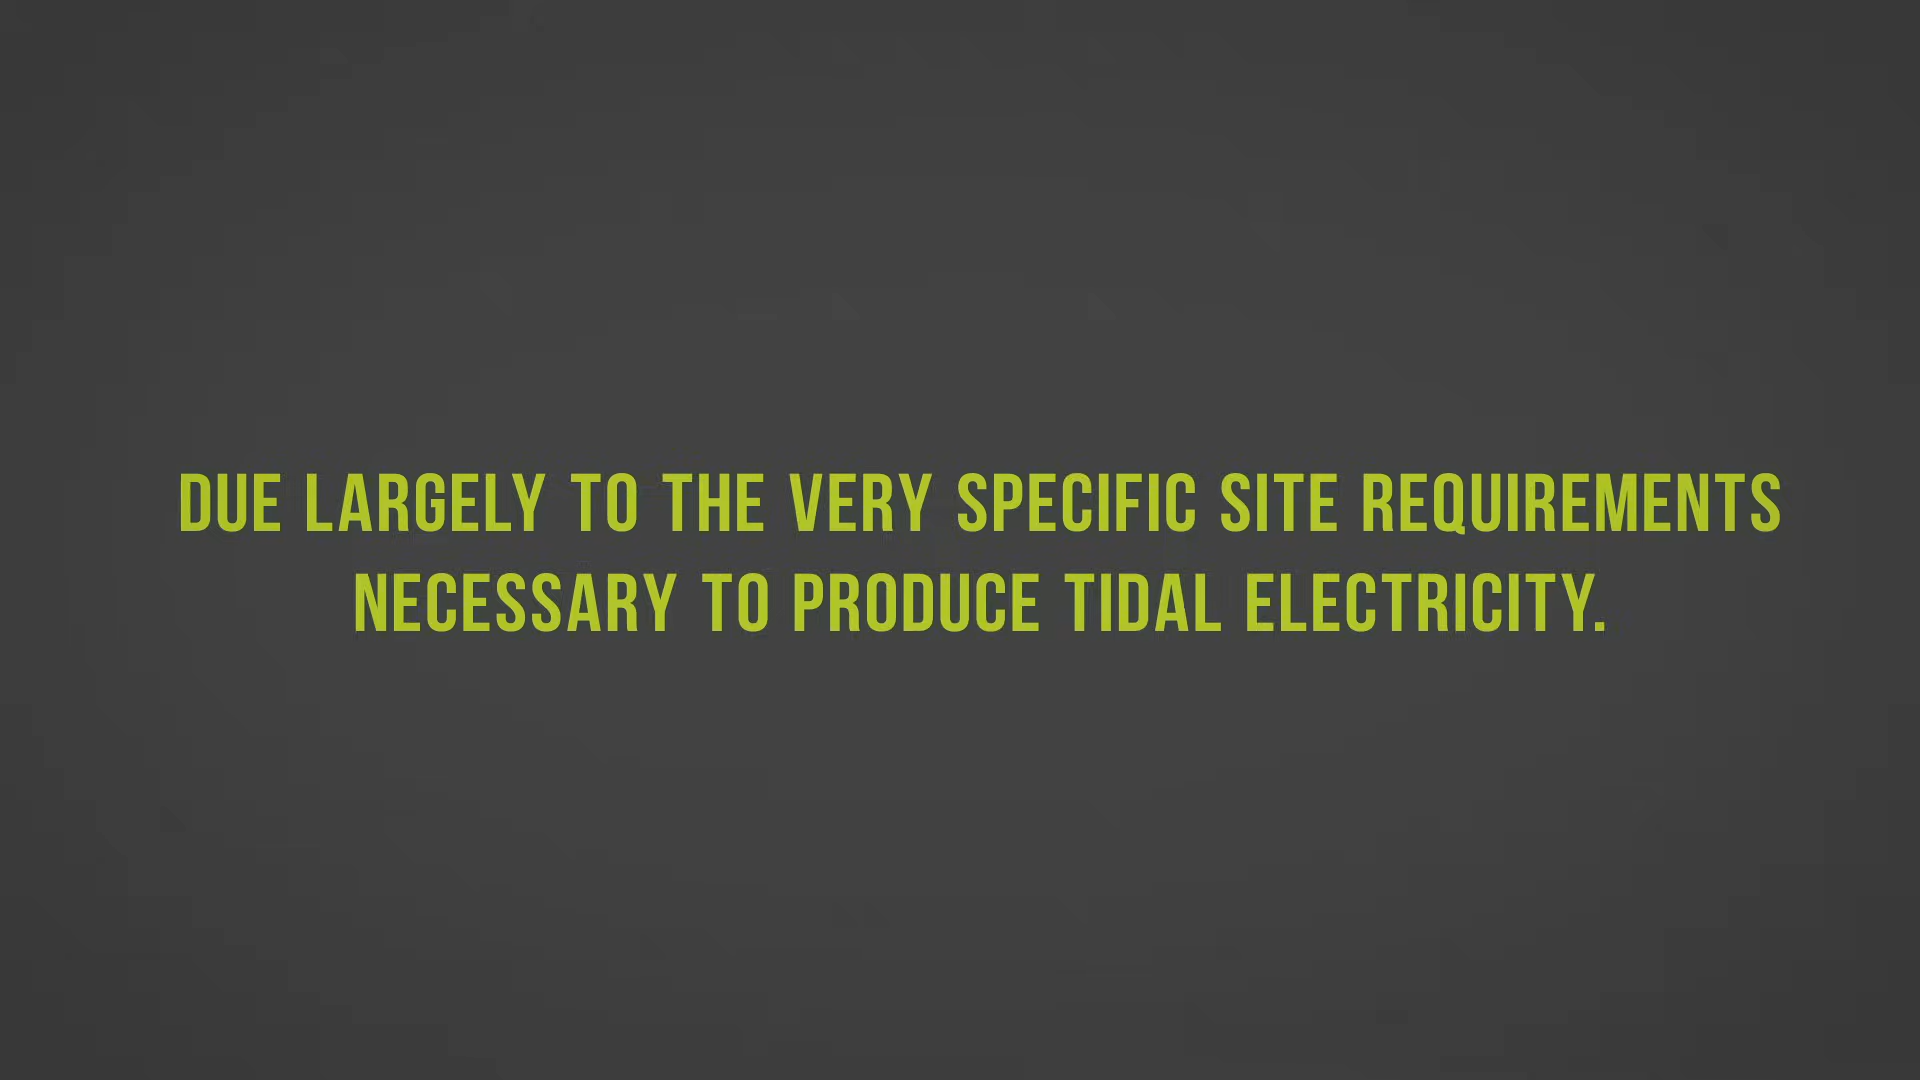 DUE LARGELY TO THE VERY SPECIFIC SITE REQUIREMENTS
NECESSARY TO PRODUCE TIDAL ELECTRICITY.